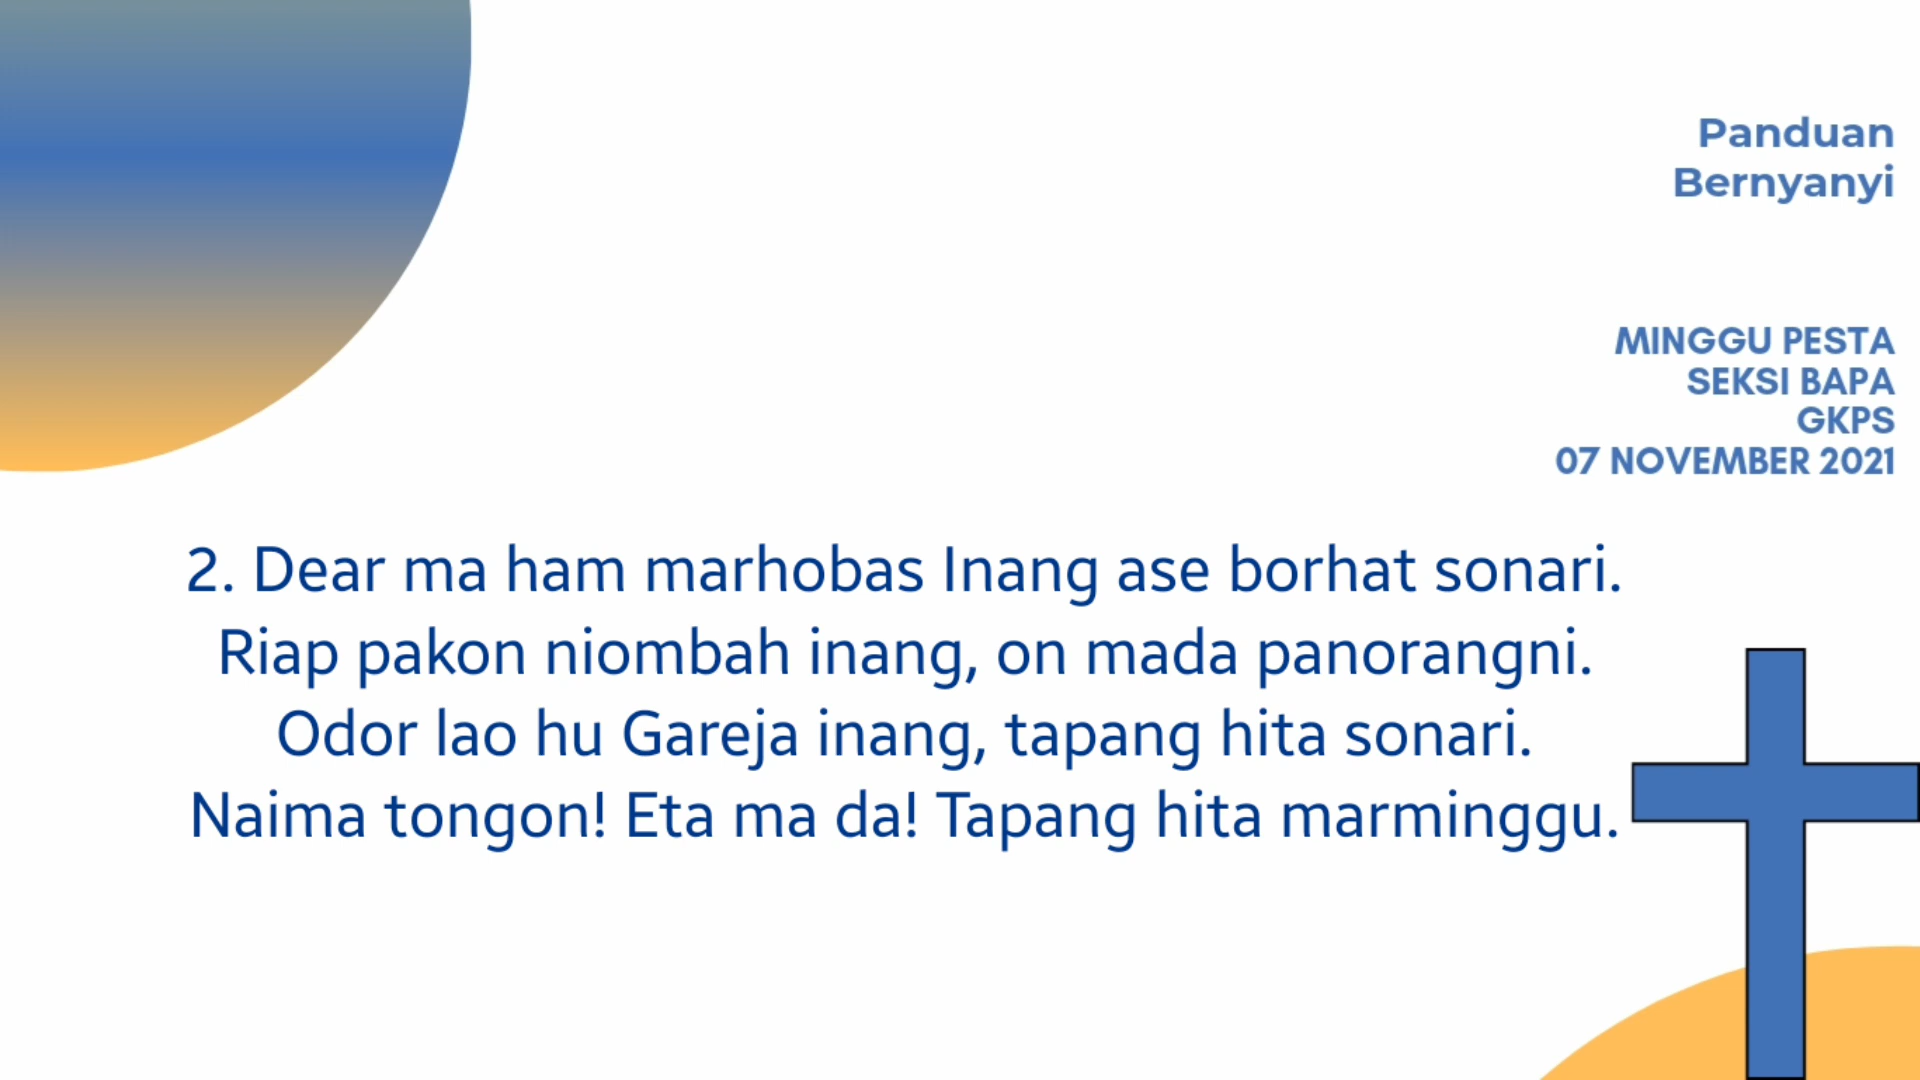 Panduan
Bernyanyi
MINGGU PESTA
SEKSI BAPA
GKPS
07 NOVEMBER 2021
2. Dear ma ham marhobas Inang ase borhat sonari.
Riap pakon niombah inang, on mada panorangni.
Odor lao hu Gareja inang, tapang hita sonari.
Naima tongon! Eta ma da! Tapang hita marminggu.